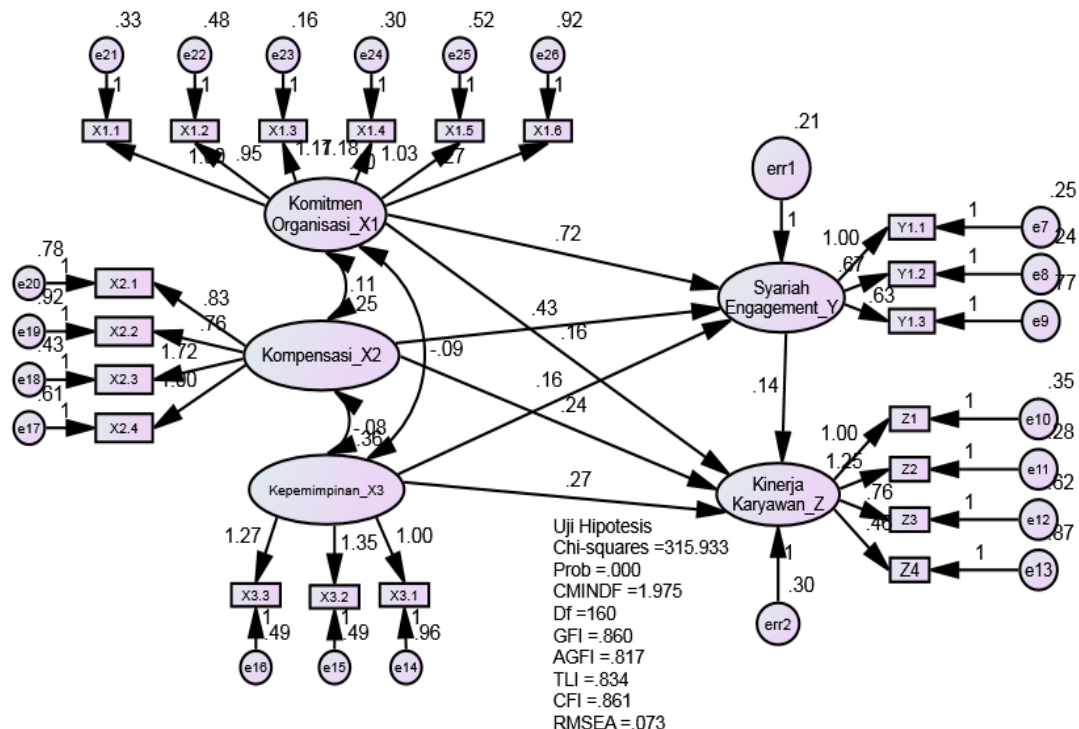 .33 .48 .16 .30 .52 .92
e21 e22 e23 e24 e25 e26
1 1 1 1 1 1
X1.1 X1.2 X1.3 X1.4 X1.5 X1.6
.95 1.03
Komitmen
Organisasi_X1
.21
err1
1
.72
.25
1.00 Y1.1 1 e7
.24
.67 Y1.2 1 e8
.77
.63 Y1.3 1 e9
Syariah
Engagement_Y
.78
e20 1 X2.1 .83
.92
e19 1 X2.2 .76
.43
e18 1 X2.3 1.72
.61
e17 1 X2.4 1.00
.11
.25
Kompensasi_X2
.43
.16
-.09
.16
.24
.14
-.08
.36
Kepemimpinan_X3
.27
.35
1.00 Z1 1 e10
.28
1.25 Z2 1 e11
.62
.76 Z3 1 e12
.87
.46 Z4 1 e13
Kinerja
Karyawan_Z
1
.30
err2
1.27 1.35 1.00
X3.3 X3.2 X3.1
1 1 1
.49 .49 .96
e16 e15 e14
Uji Hipotesis
Chi-squares =315.933
Prob =.000
CMINDF =1.975
Df =160
GFI =.860
AGFI =.817
TLI =.834
CFI =.861
RMSEA =.073